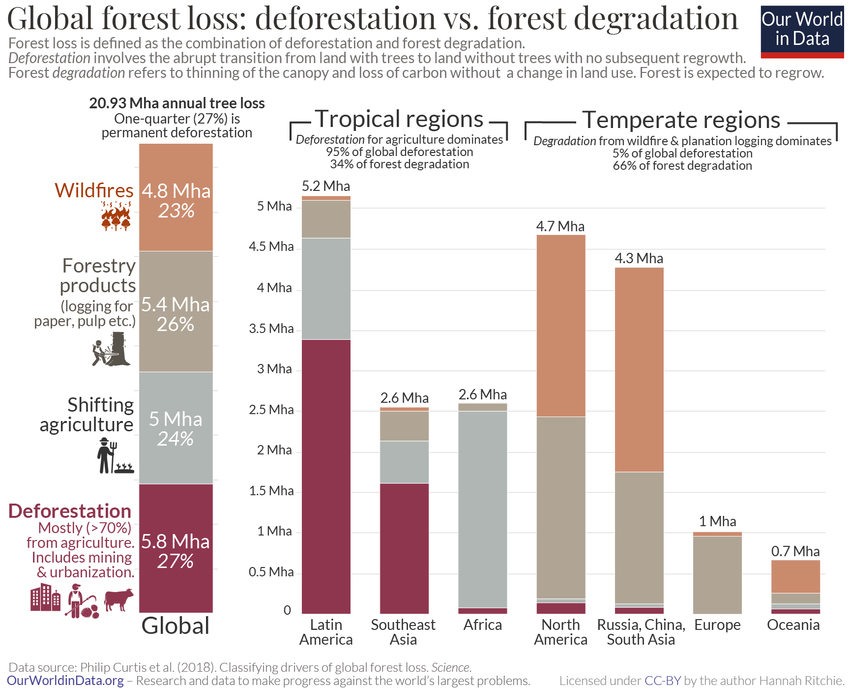 Global forest loss: deforestation vs. forest degradation
Our World
in Data
Forest loss is defined as the combination of deforestation and forest degradation.
Deforestation involves the abrupt transition from land with trees to land without trees with no subsequent regrowth.
Forest degradation refers to thinning of the canopy and loss of carbon without a change in land use. Forest is expected to regrow.
20.93 Mha annual tree loss
One-quarter (27%) is
permanent deforestation
Wildfires
4.8 Mha
23%
Forestry
products
(logging for
paper, pulp etc.)
5.4 Mha
26%
Shifting
agriculture
5 Mha
24%
Deforestation
Mostly (>70%)
from agriculture.
Includes mining
& urbanization.
5.8 Mha
27%
Global
Tropical regions
Deforestation for agriculture dominates
95% of global deforestation
34% of forest degradation
Temperate regions
Degradation from wildfire & planation logging dominates
5% of global deforestation
66% of forest degradation
5 Mha
4.5 Mha
4 Mha
3.5 Mha
3 Mha
2.5 Mha
2 Mha
1.5 Mha
1 Mha
0.5 Mha
0
5.2 Mha
2.6 Mha
2.6 Mha
4.7 Mha
4.3 Mha
1 Mha
0.7 Mha
Latin
America
Southeast
Asia
Africa
North
America
Russia, China,
South Asia
Europe
Oceania
Data source: Philip Curtis et al. (2018). Classifying drivers of global forest loss. Science.
OurWorldinData.org – Research and data to make progress against the world's largest problems.
Licensed under CC-BY by the author Hannah Ritchie.